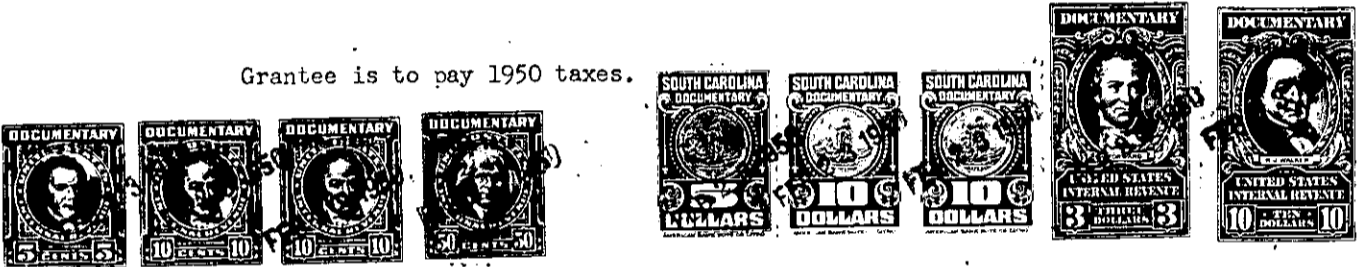 Grantee is to pay 1950 taxes.
DOCUMENTARY
5 CENTS 5
DOCUMENTARY
10 CENTS 10
DOCUMENTARY
10 CENTS 10
DOCUMENTARY
50 CENTS 50
SOUTH CAROLINA
DOCUMENTARY
5
DOLLARS
SOUTH CAROLINA
DOCUMENTARY
10
DOLLARS
SOUTH CAROLINA
DOCUMENTARY
10
DOLLARS
DOCUMENTARY
UNITED STATES
INTERNAL REVENUE
3 THREE DOLLARS 3
DOCUMENTARY
R. J. WALKER
UNITED STATES
INTERNAL REVENUE
10 TEN DOLLARS 10